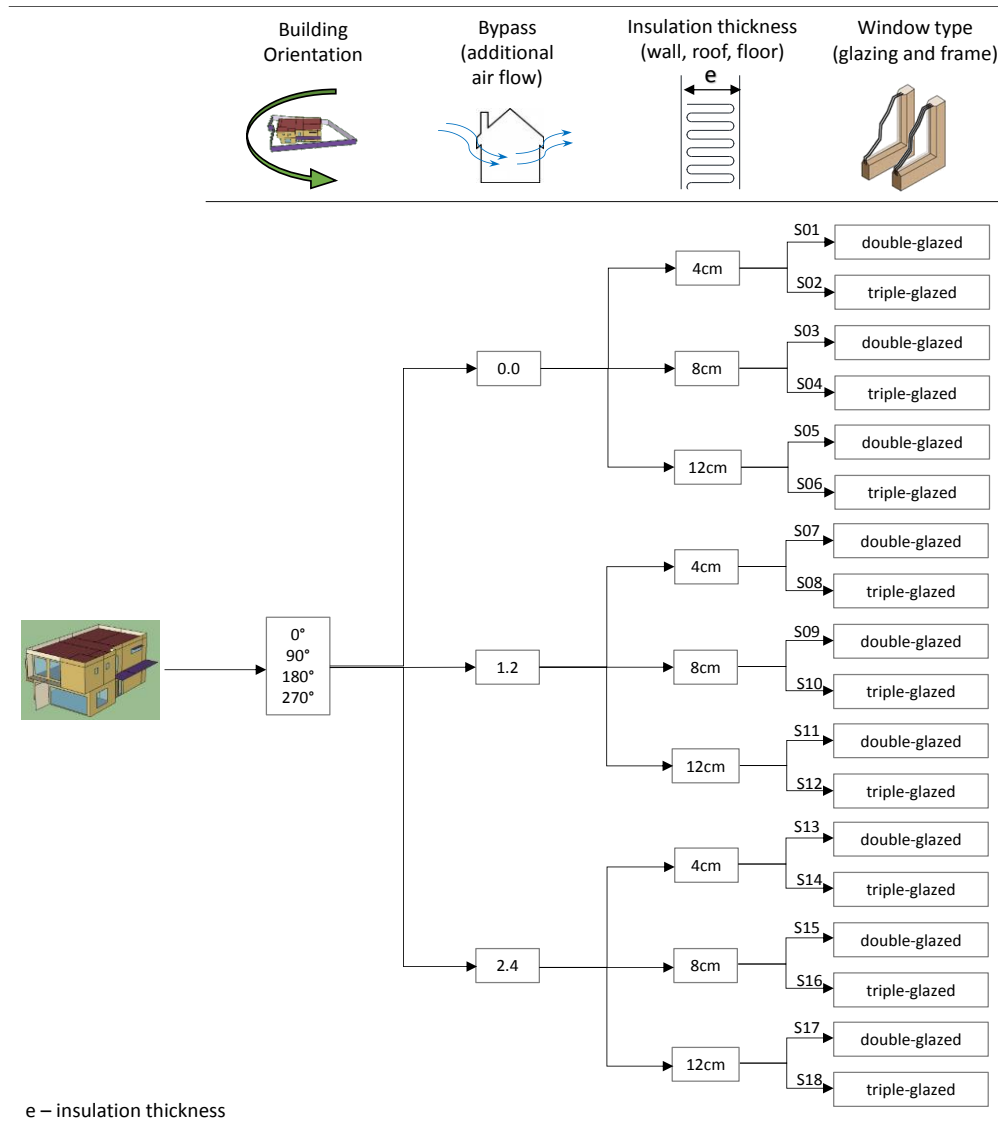 Building
Orientation
Bypass
(additional
air flow)
Insulation thickness
(wall, roof, floor)
e
Window type
(glazing and frame)
0°
90°
180°
270°
0.0
4cm
S01
double-glazed
S02
triple-glazed
8cm
S03
double-glazed
S04
triple-glazed
12cm
S05
double-glazed
S06
triple-glazed
1.2
4cm
S07
double-glazed
S08
triple-glazed
8cm
S09
double-glazed
S10
triple-glazed
12cm
S11
double-glazed
S12
triple-glazed
2.4
4cm
S13
double-glazed
S14
triple-glazed
8cm
S15
double-glazed
S16
triple-glazed
12cm
S17
double-glazed
S18
triple-glazed
e – insulation thickness